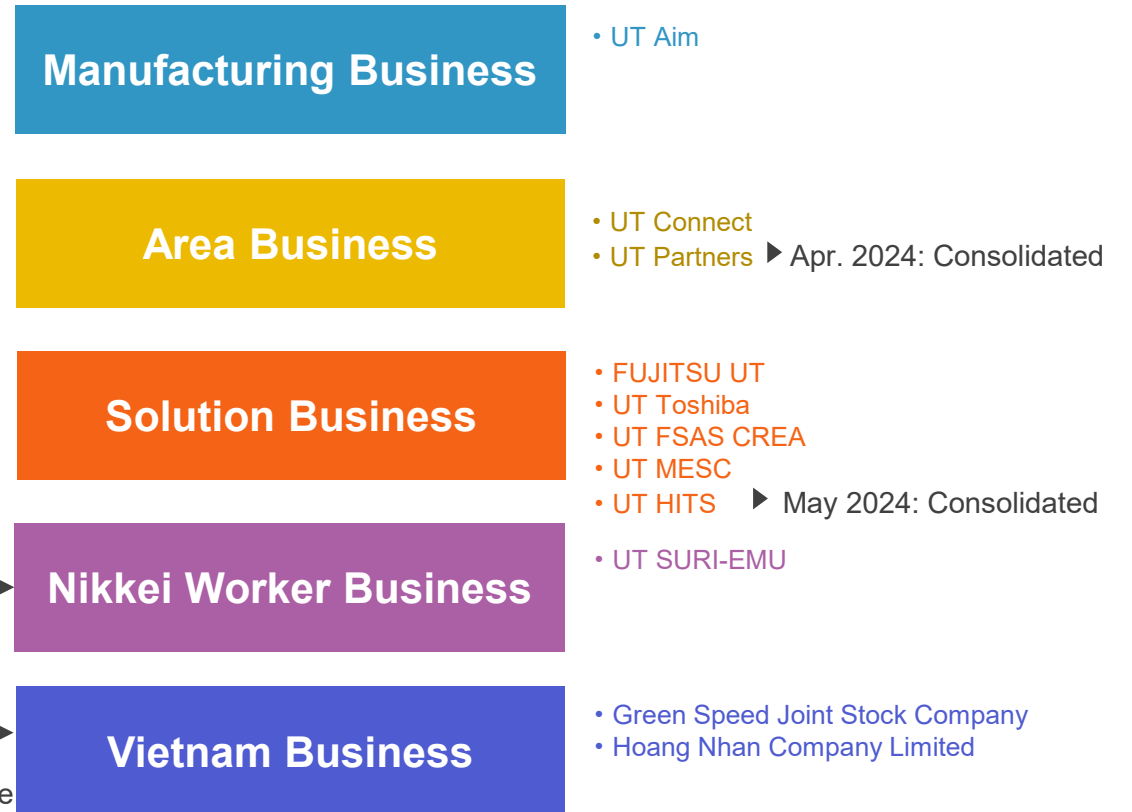 Manufacturing Business
• UT Aim
Area Business
• UT Connect
• UT Partners ▶ Apr. 2024: Consolidated
Solution Business
• FUJITSU UT
• UT Toshiba
• UT FSAS CREA
• UT MESC
• UT HITS ▶ May 2024: Consolidated
Nikkei Worker Business
• UT SURI-EMU
Vietnam Business
• Green Speed Joint Stock Company
• Hoang Nhan Company Limited
e